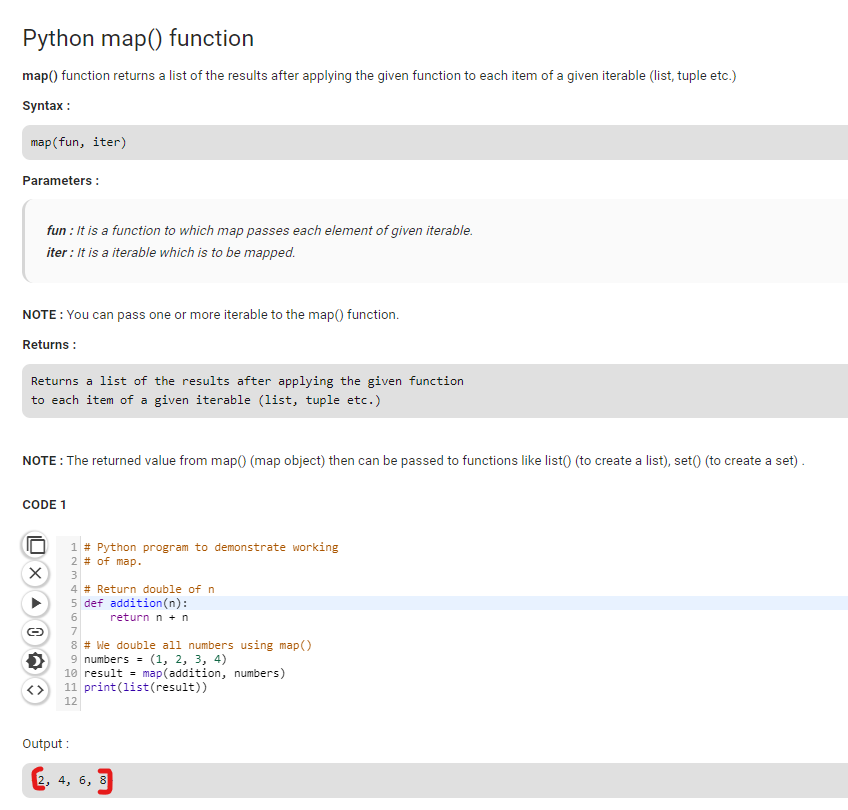 Python map() function
map() function returns a list of the results after applying the given function to each item of a given iterable (list, tuple etc.)
Syntax :
map(fun, iter)
Parameters :
fun : It is a function to which map passes each element of given iterable.
iter : It is a iterable which is to be mapped.
NOTE : You can pass one or more iterable to the map() function.
Returns :
Returns a list of the results after applying the given function
to each item of a given iterable (list, tuple etc.)
NOTE : The returned value from map() (map object) then can be passed to functions like list() (to create a list), set() (to create a set) .
CODE 1
1 # Python program to demonstrate working
2 # of map.
3
4 # Return double of n
5 def addition(n):
6     return n + n
7
8 # We double all numbers using map()
9 numbers = (1, 2, 3, 4)
10 result = map(addition, numbers)
11 print(list(result))
12
Output :
[2, 4, 6, 8]